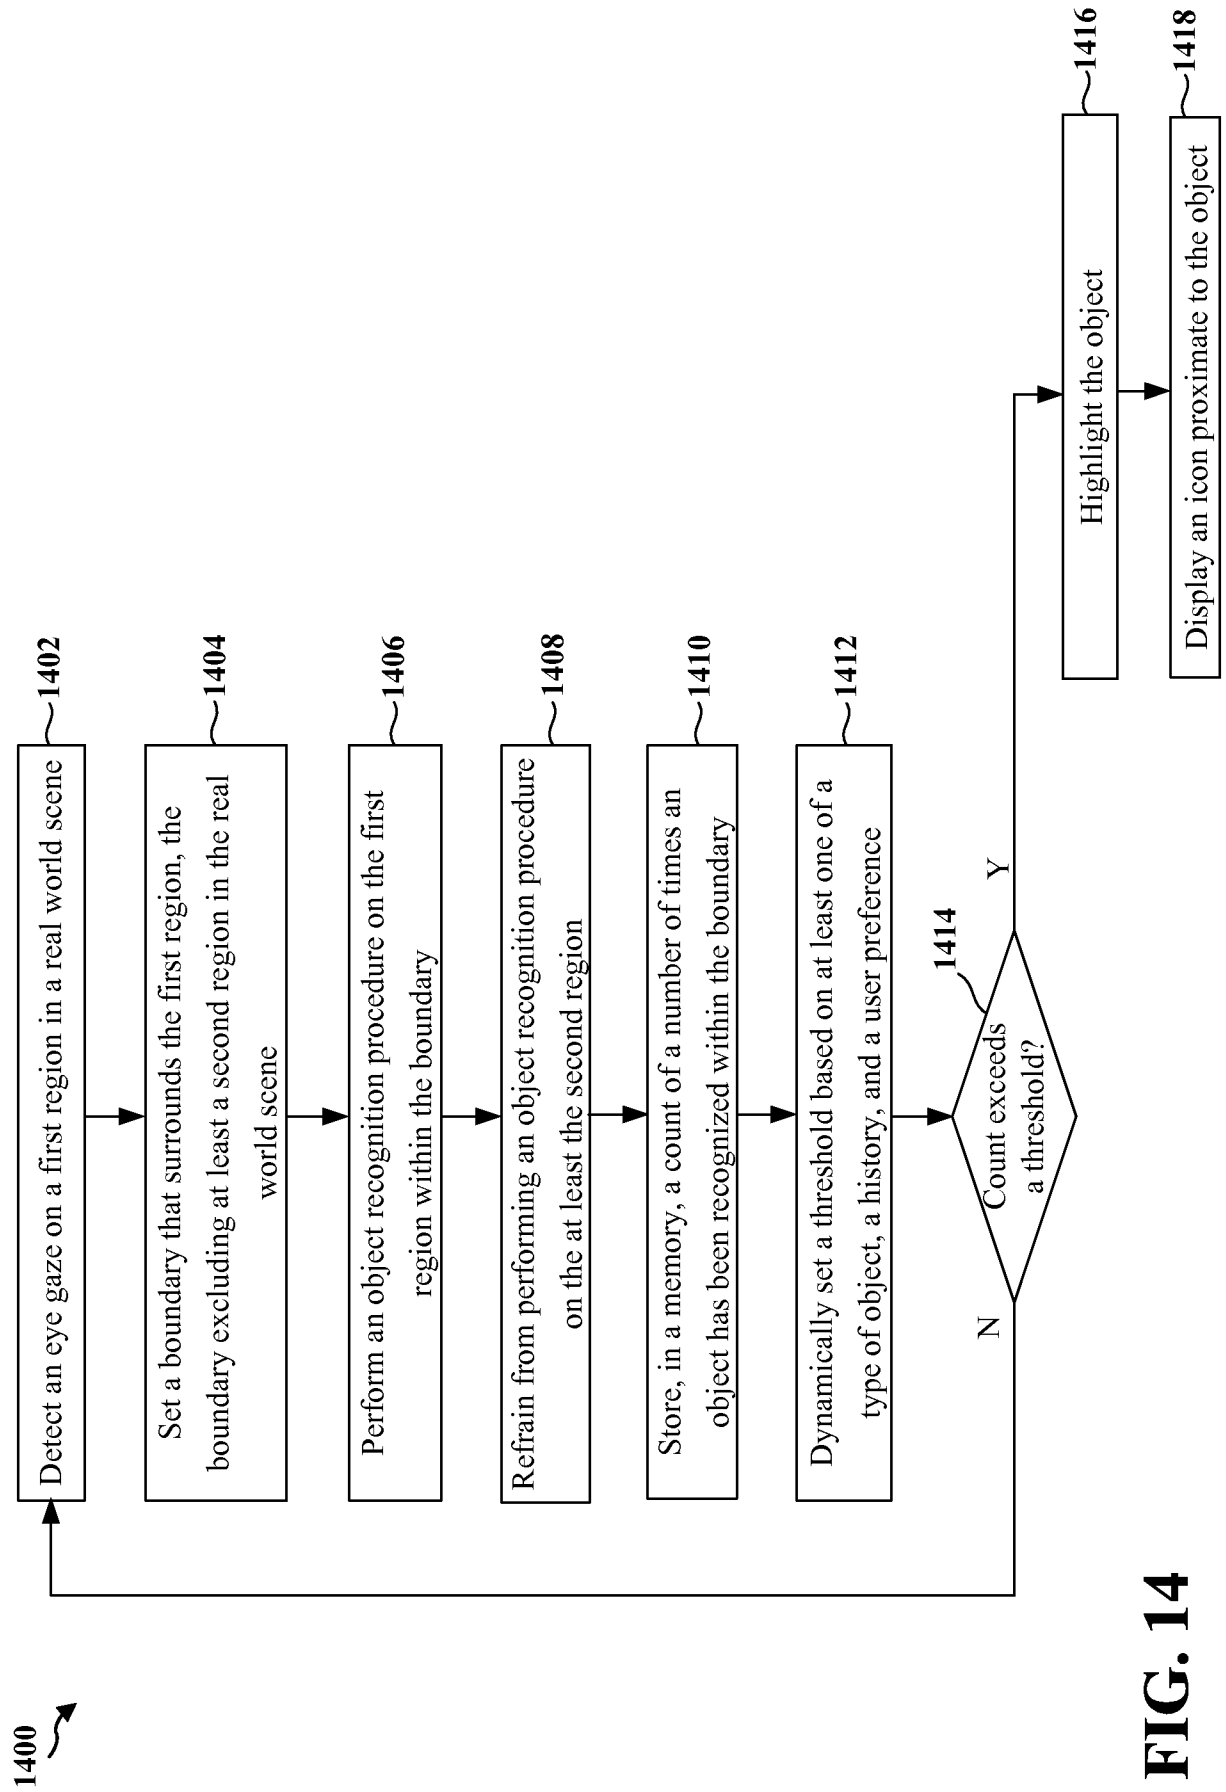 1400
Detect an eye gaze on a first region in a real world scene
1402
Set a boundary that surrounds the first region, the
boundary excluding at least a second region in the real
world scene
1404
Perform an object recognition procedure on the first
region within the boundary
1406
Refrain from performing an object recognition procedure
on the at least the second region
1408
Store, in a memory, a count of a number of times an
object has been recognized within the boundary
1410
Dynamically set a threshold based on at least one of a
type of object, a history, and a user preference
1412
Count exceeds
a threshold?
1414
N
Y
Highlight the object
1416
Display an icon proximate to the object
1418
FIG. 14